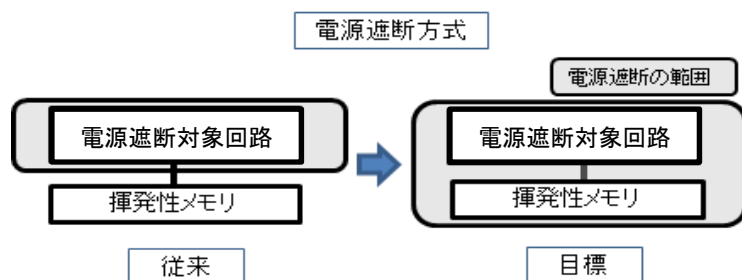 電源遮断方式
電源遮断の範囲
電源遮断対象回路
揮発性メモリ
従来
電源遮断対象回路
揮発性メモリ
目標